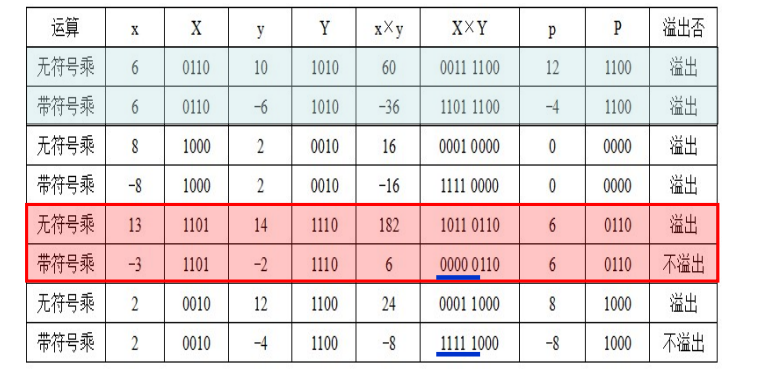 运算 x X y Y x×y X×Y p P 溢出否
无符号乘 6 0110 10 1010 60 0011 1100 12 1100 溢出
带符号乘 6 0110 -6 1010 -36 1101 1100 -4 1100 溢出
无符号乘 8 1000 2 0010 16 0001 0000 0 0000 溢出
带符号乘 -8 1000 2 0010 -16 1111 0000 0 0000 溢出
无符号乘 13 1101 14 1110 182 1011 0110 6 0110 溢出
带符号乘 -3 1101 -2 1110 6 0000 0110 6 0110 不溢出
无符号乘 2 0010 12 1100 24 0001 1000 8 1000 溢出
带符号乘 2 0010 -4 1100 -8 1111 1000 -8 1000 不溢出